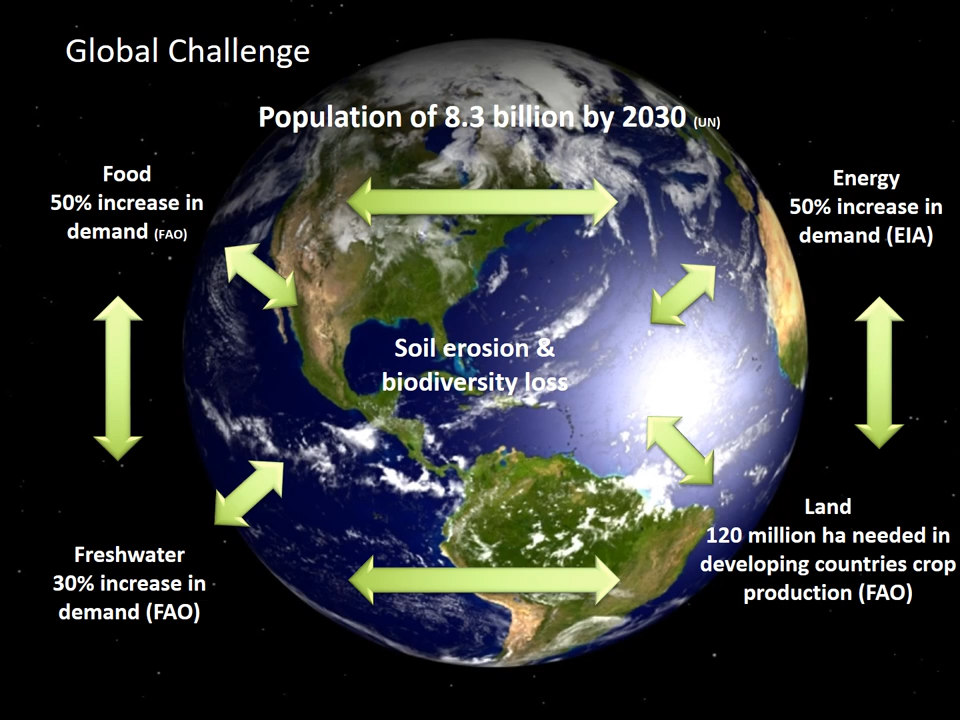 Global Challenge
Population of 8.3 billion by 2030 (UN)
Food
50% increase in
demand (FAO)
Energy
50% increase in
demand (EIA)
Soil erosion &
biodiversity loss
Freshwater
30% increase in
demand (FAO)
Land
120 million ha needed in
developing countries crop
production (FAO)